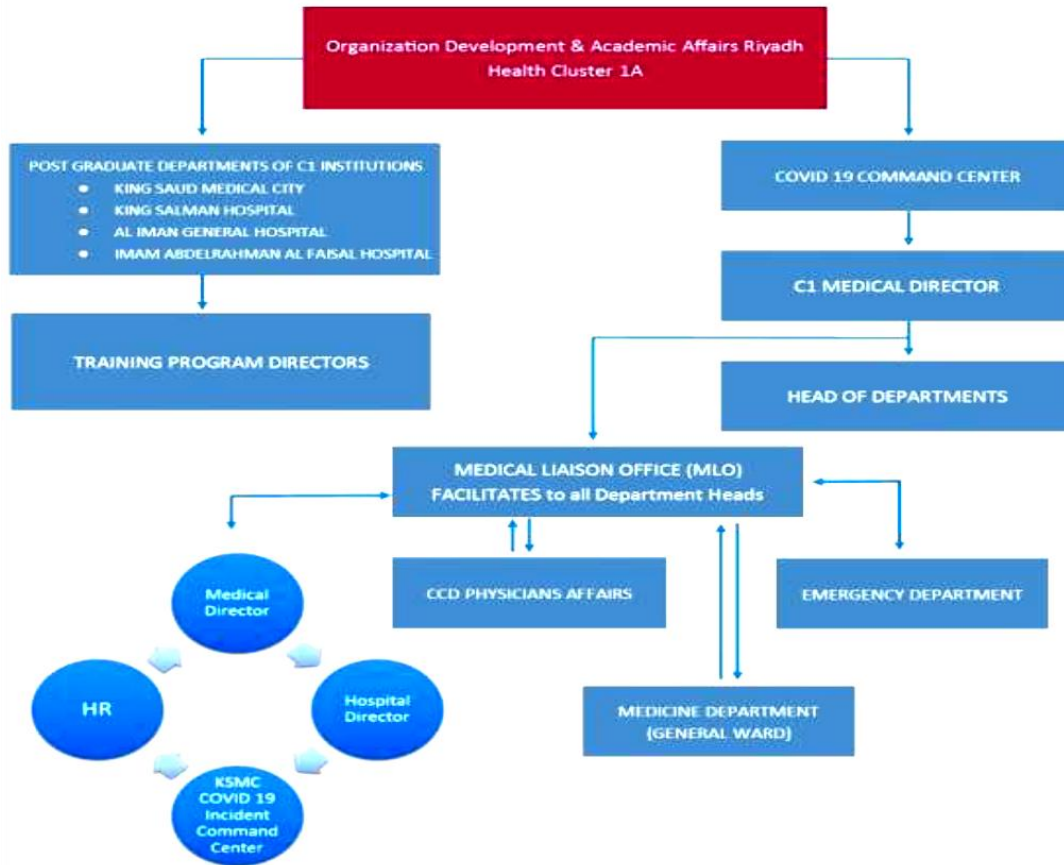 Organization Development & Academic Affairs Riyadh
Health Cluster 1A
POST GRADUATE DEPARTMENTS OF C1 INSTITUTIONS
KING SAUD MEDICAL CITY
KING SALMAN HOSPITAL
AL IMAN GENERAL HOSPITAL
IMAM ABDELRAHMAN AL FAISAL HOSPITAL
TRAINING PROGRAM DIRECTORS
COVID 19 COMMAND CENTER
C1 MEDICAL DIRECTOR
HEAD OF DEPARTMENTS
MEDICAL LIAISON OFFICE (MLO)
FACILITATES to all Department Heads
CCD PHYSICIANS AFFAIRS
EMERGENCY DEPARTMENT
MEDICINE DEPARTMENT
(GENERAL WARD)
Medical
Director
HR
Hospital
Director
KSMC
COVID 19
Incident
Command
Center